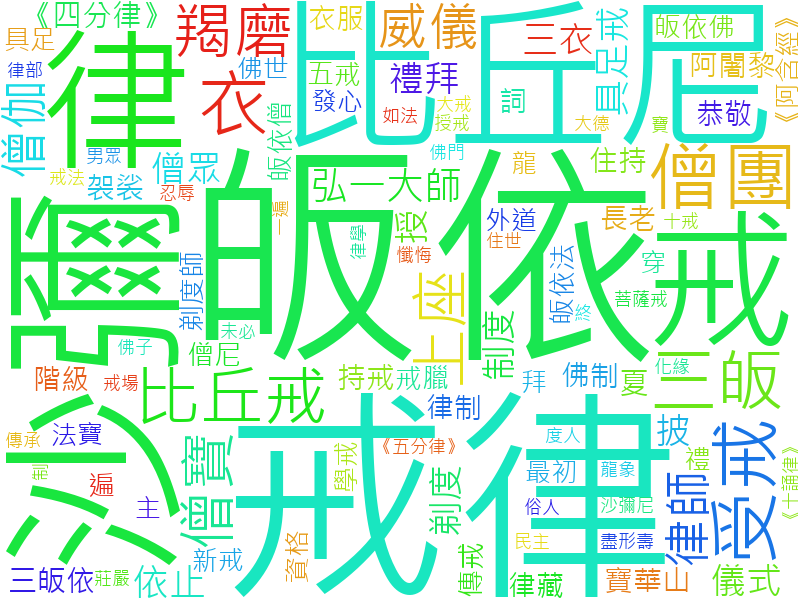 《四分律》
羯磨
衣服
威儀
比丘尼
三衣
具足戒
皈依佛
《阿含經》
具足
律部
僧伽
律
衣
佛世
五戒
發心
禮拜
如法
大戒
授戒
詞
大德
寶
阿闍黎
恭敬
男眾
戒法
僧眾
皈依僧
袈裟
忍辱
一遍
弘一大師
佛門
龍
住持
僧團
彌
皈依
戒
剃度師
律學
授
懺悔
上座
外道
住世
長老
十戒
皈依法
穿
菩薩戒
終
未必
佛子
僧尼
制度
階級
戒場
比丘戒
持戒
戒臘
律制
拜
佛制
夏
化緣
三皈
沙
傳承
法寶
制
遍
主
僧寶
戒律
《五分律》
學戒
剃度
度人
最初
龍象
披
禮
受戒
《十誦律》
俗人
沙彌尼
律師
新戒
資格
傳戒
民主
盡形壽
三皈依
莊嚴
依止
律藏
寶華山
儀式